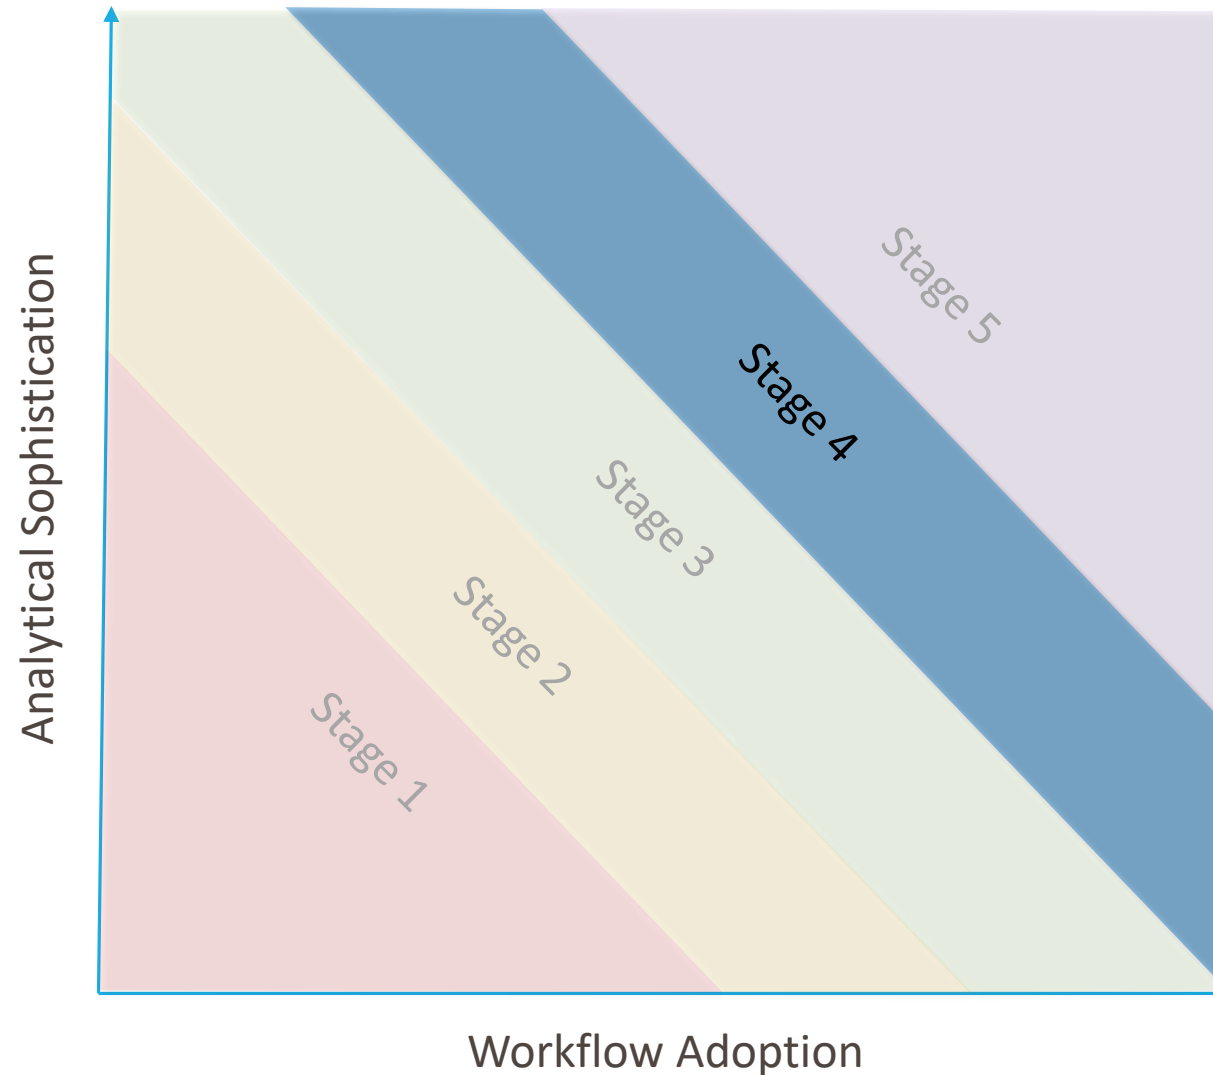 Analytical Sophistication
Stage 5
Stage 4
Stage 3
Stage 2
Stage 1
Workflow Adoption